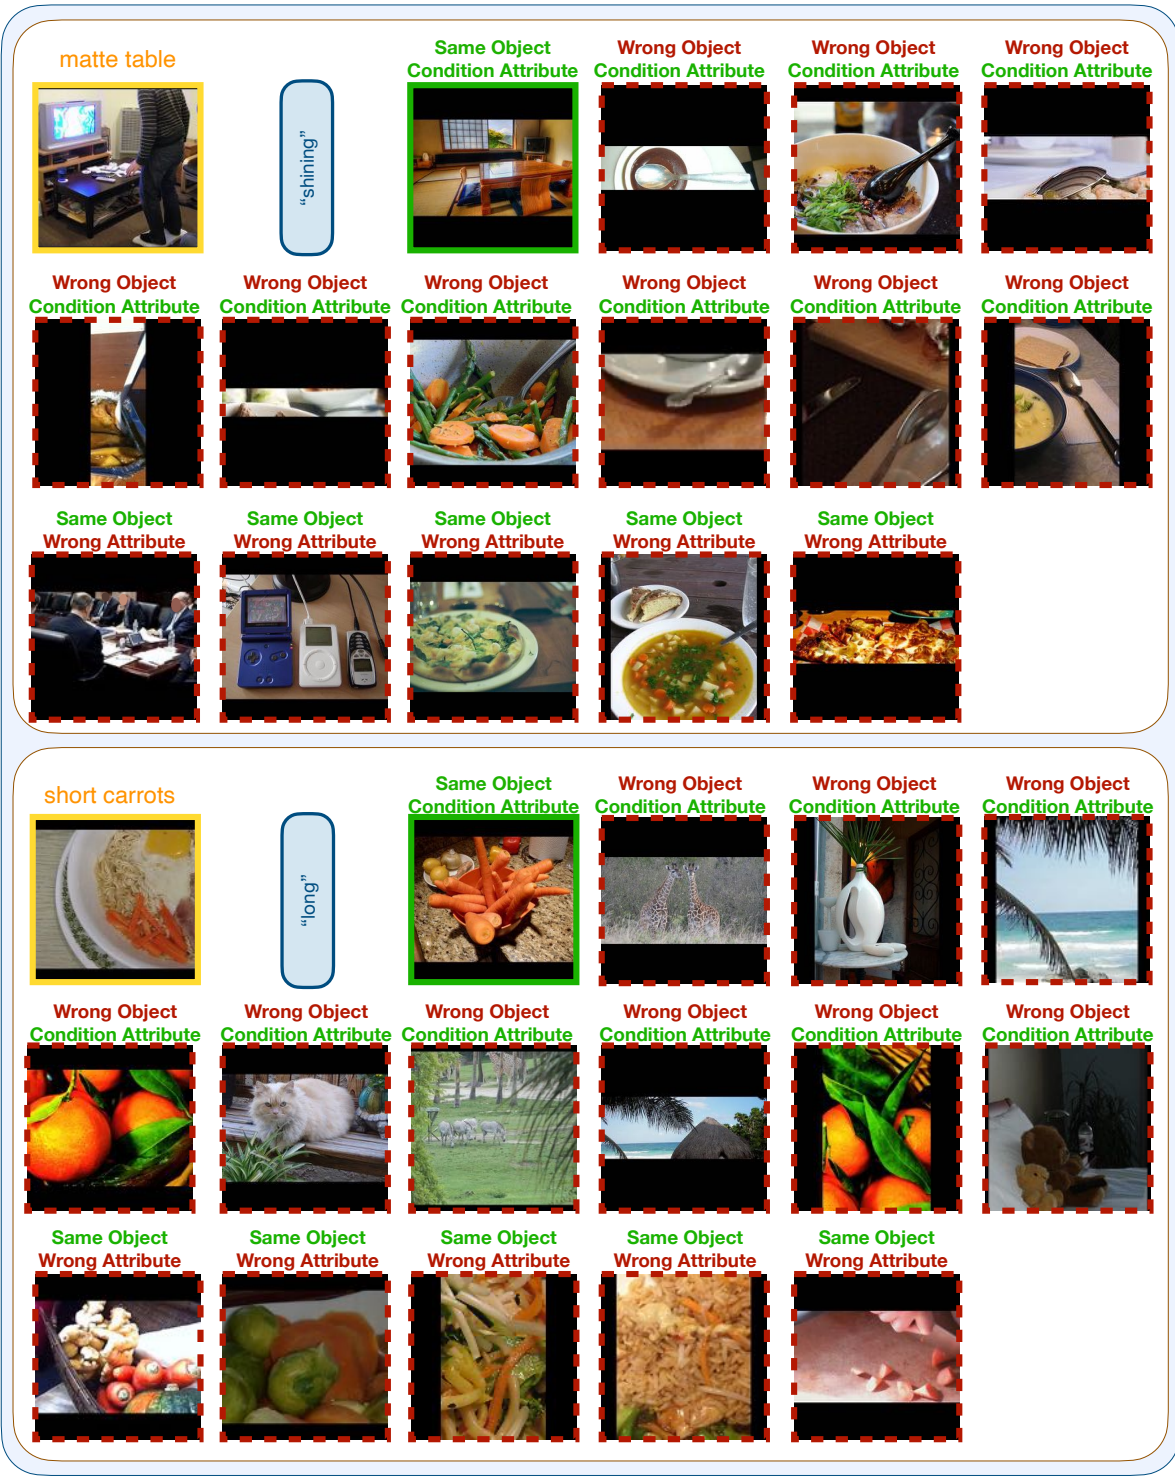 matte table
"shining"
Same Object
Condition Attribute
Wrong Object
Condition Attribute
Wrong Object
Condition Attribute
Wrong Object
Condition Attribute
Wrong Object
Condition Attribute
Wrong Object
Condition Attribute
Wrong Object
Condition Attribute
Wrong Object
Condition Attribute
Wrong Object
Condition Attribute
Wrong Object
Condition Attribute
Same Object
Wrong Attribute
Same Object
Wrong Attribute
Same Object
Wrong Attribute
Same Object
Wrong Attribute
Same Object
Wrong Attribute
short carrots
"long"
Same Object
Condition Attribute
Wrong Object
Condition Attribute
Wrong Object
Condition Attribute
Wrong Object
Condition Attribute
Wrong Object
Condition Attribute
Wrong Object
Condition Attribute
Wrong Object
Condition Attribute
Wrong Object
Condition Attribute
Wrong Object
Condition Attribute
Wrong Object
Condition Attribute
Same Object
Wrong Attribute
Same Object
Wrong Attribute
Same Object
Wrong Attribute
Same Object
Wrong Attribute
Same Object
Wrong Attribute